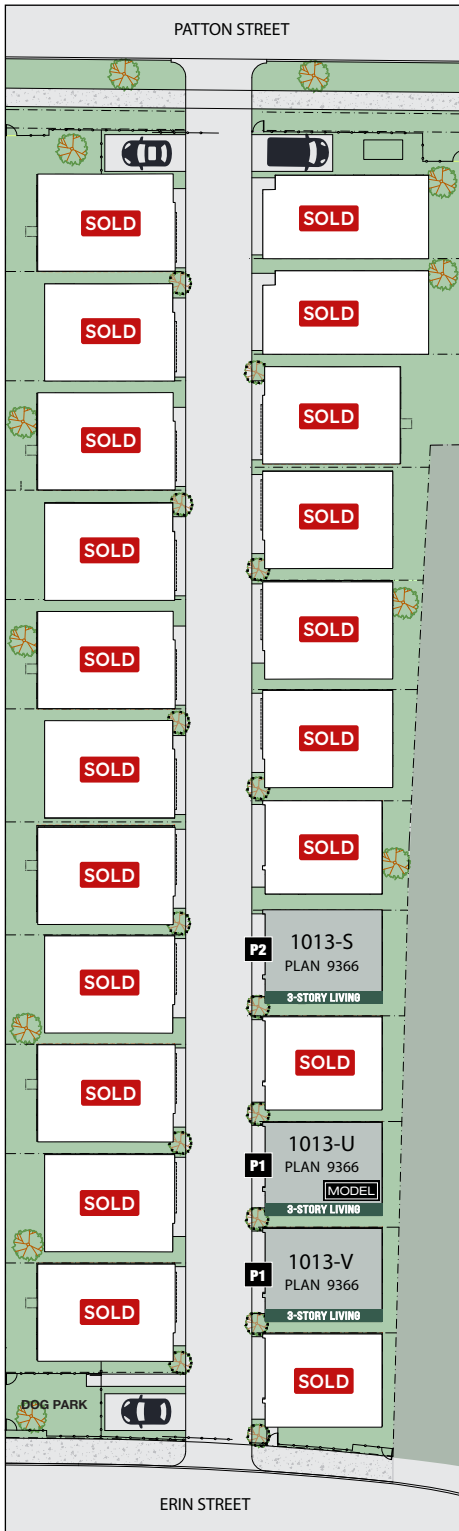 PATTON STREET
SOLD
SOLD
SOLD
SOLD
SOLD
SOLD
SOLD
SOLD
SOLD
SOLD
SOLD
DOG PARK
SOLD
SOLD
SOLD
SOLD
SOLD
SOLD
SOLD
P2
1013-S
PLAN 9366
3-STORY LIVING
SOLD
P1
1013-U
PLAN 9366
MODEL
3-STORY LIVING
P1
1013-V
PLAN 9366
3-STORY LIVING
SOLD
ERIN STREET